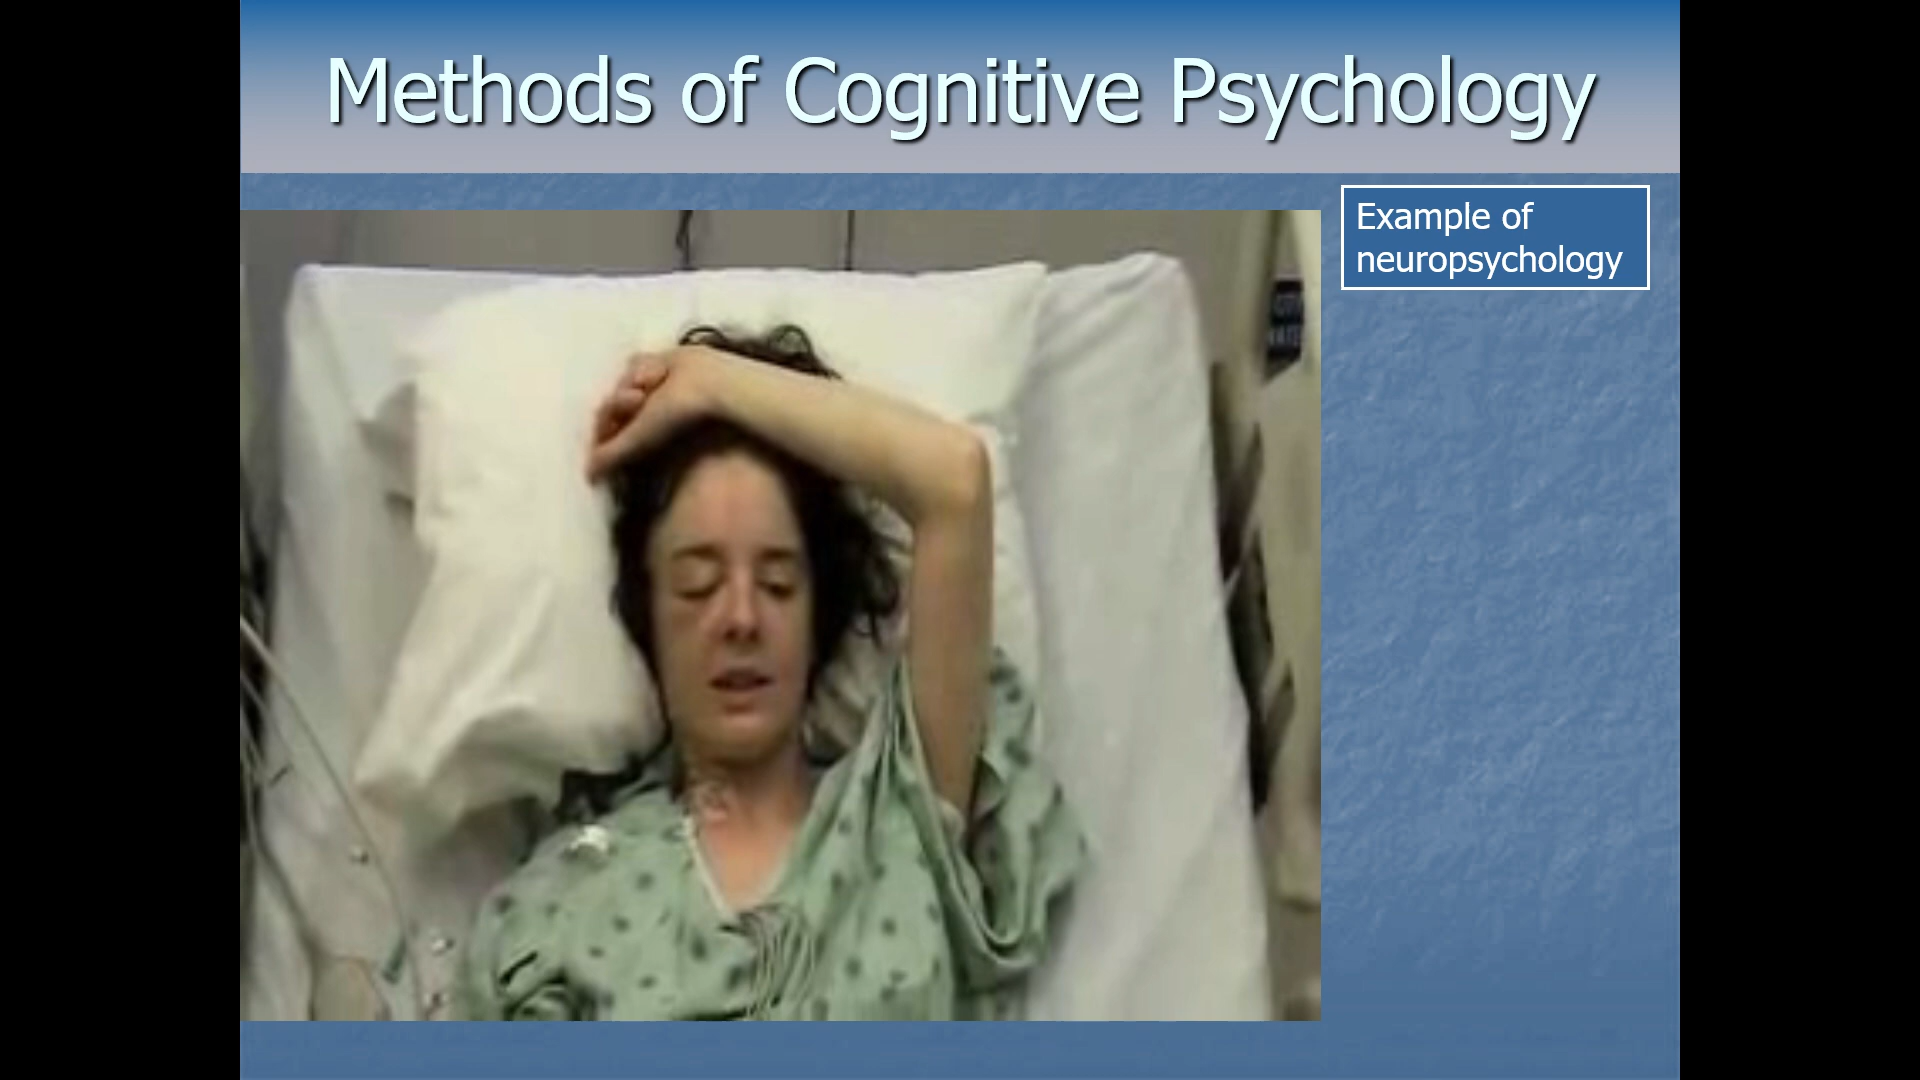 Methods of Cognitive Psychology
Example of
neuropsychology